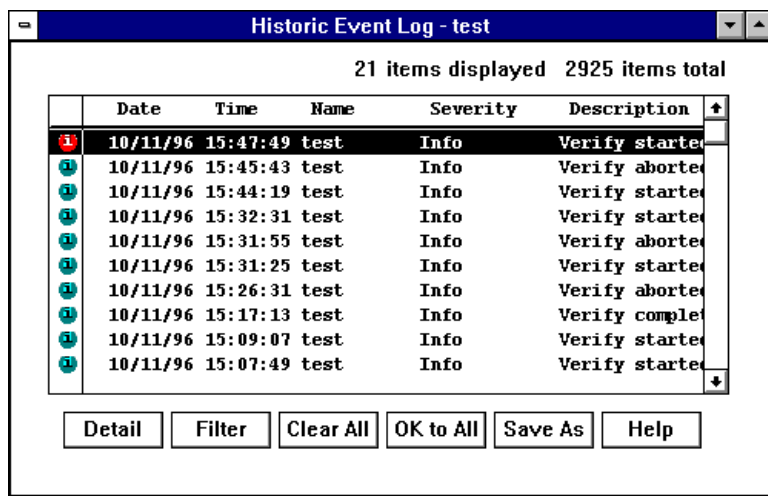 Historic Event Log - test
21 items displayed 2925 items total
Date Time Name Severity Description
10/11/96 15:47:49 test Info Verify started
10/11/96 15:45:43 test Info Verify aborted
10/11/96 15:44:19 test Info Verify started
10/11/96 15:32:31 test Info Verify started
10/11/96 15:31:55 test Info Verify aborted
10/11/96 15:31:25 test Info Verify started
10/11/96 15:26:31 test Info Verify aborted
10/11/96 15:17:13 test Info Verify complet
10/11/96 15:09:07 test Info Verify started
10/11/96 15:07:49 test Info Verify started
Detail Filter Clear All OK to All Save As Help